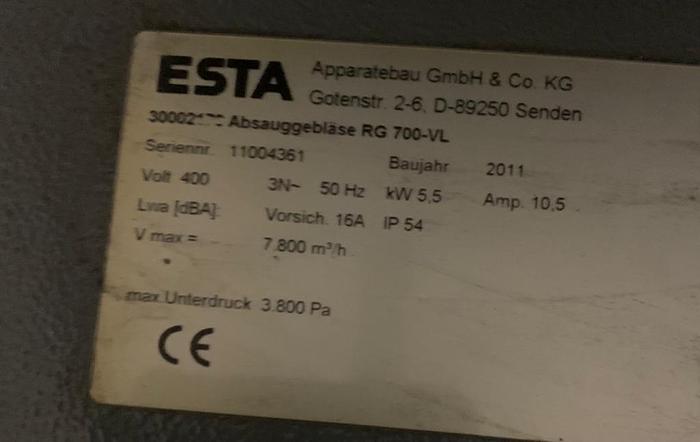 ESTA Apparatebau GmbH & Co. KG
Gotenstr. 2-6, D-89250 Senden
Absauggebläse RG 700-VL
Seriennr. 11004361 Baujahr 2011
Volt 400 3N~ 50 Hz kW 5,5 Amp. 10,5
Lwa [dBA]: Vorsich. 16A IP 54
V max = 7.800 m³/h
max.Unterdruck 3.800 Pa
CE